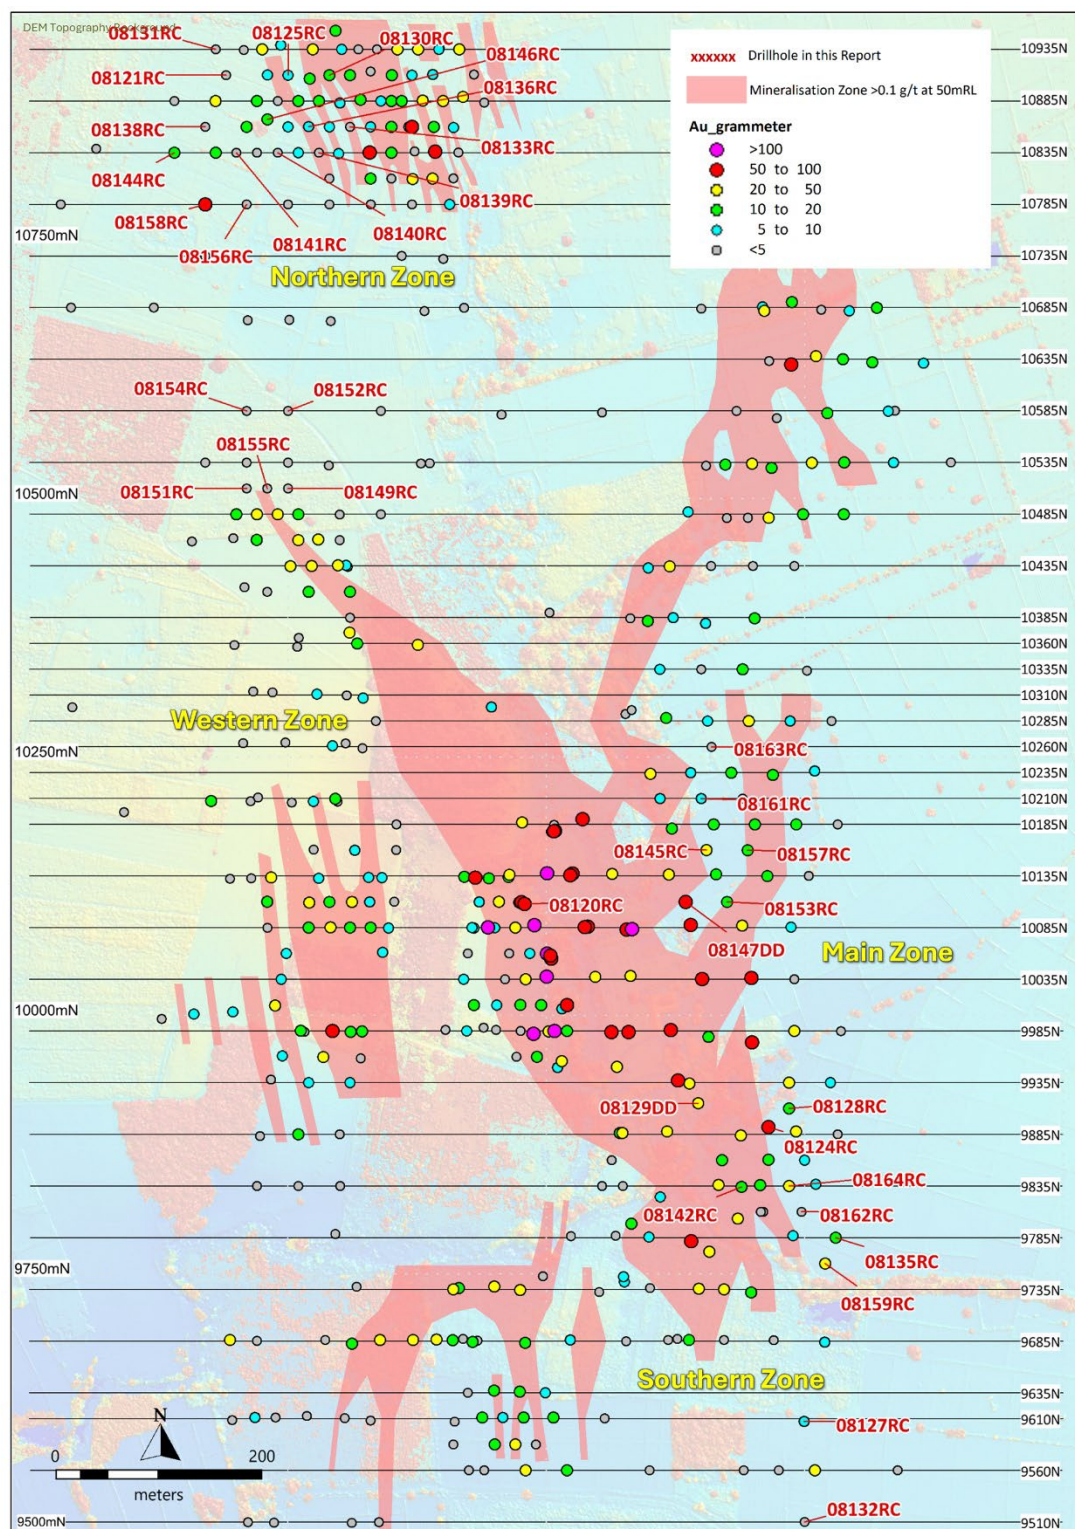 DEM Topography Background
08131RC
08125RC
08130RC
10935N
08146RC
xxxxxx Drillhole in this Report
08121RC
08136RC
Mineralisation Zone >0.1 g/t at 50mRL
10885N
08138RC
08133RC
Au_grammeter
>100
10835N
08144RC
08139RC
50 to 100
20 to 50
10 to 20
5 to 10
<5
10785N
08158RC
10750mN
08156RC
08141RC
08140RC
10735N
Northern Zone
10685N
10635N
08154RC
08152RC
10585N
08155RC
10535N
08151RC
08149RC
10500mN
10485N
10435N
10385N
10360N
10335N
10310N
Western Zone
10285N
10250mN
08163RC
10260N
10235N
08161RC
10210N
10185N
08145RC
08157RC
10135N
08120RC
08153RC
10085N
08147DD
Main Zone
10035N
10000mN
9985N
9935N
08129DD
08128RC
9885N
08124RC
08164RC
9835N
08142RC
08162RC
9785N
08135RC
9750mN
9735N
08159RC
9685N
Southern Zone
9635N
N
9610N
08127RC
0 200
9560N
meters
08132RC
9500mN
9510N